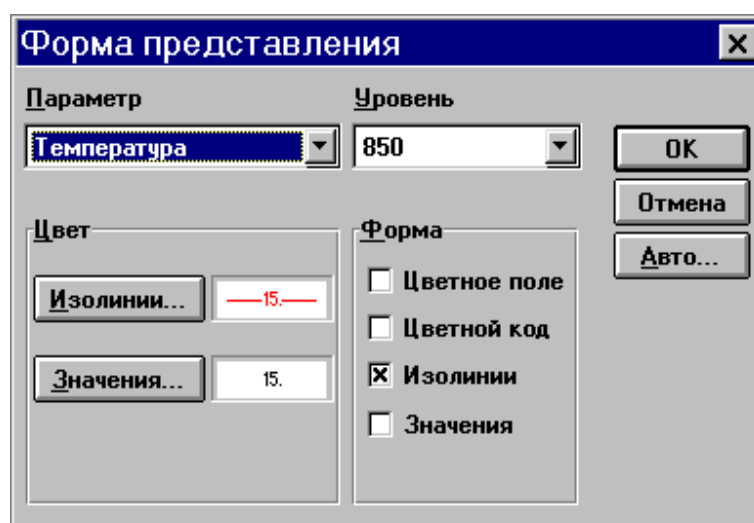 Форма представления
Параметр
Уровень
Температура
850
OK
Отмена
Авто...
Цвет
Изолинии...
15.
Значения...
15.
Форма
Цветное поле
Цветной код
Изолинии
Значения